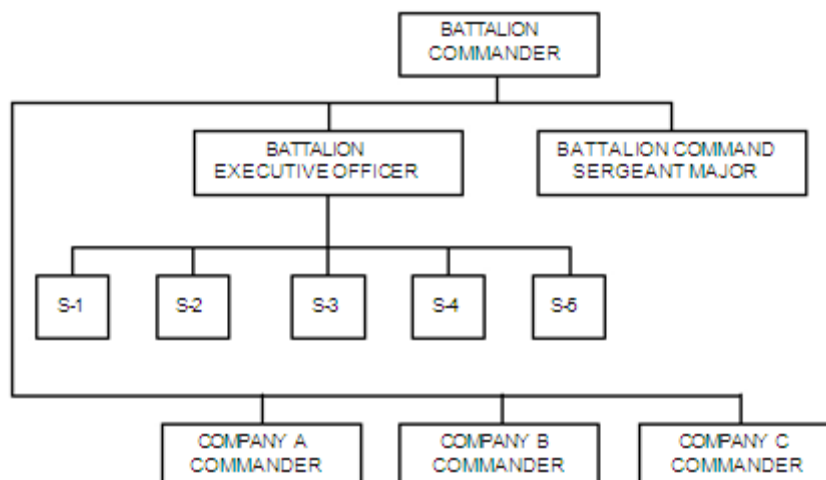 BATTALION
COMMANDER
BATTALION
EXECUTIVE OFFICER
BATTALION COMMAND
SERGEANT MAJOR
S-1
S-2
S-3
S-4
S-5
COMPANY A
COMMANDER
COMPANY B
COMMANDER
COMPANY C
COMMANDER